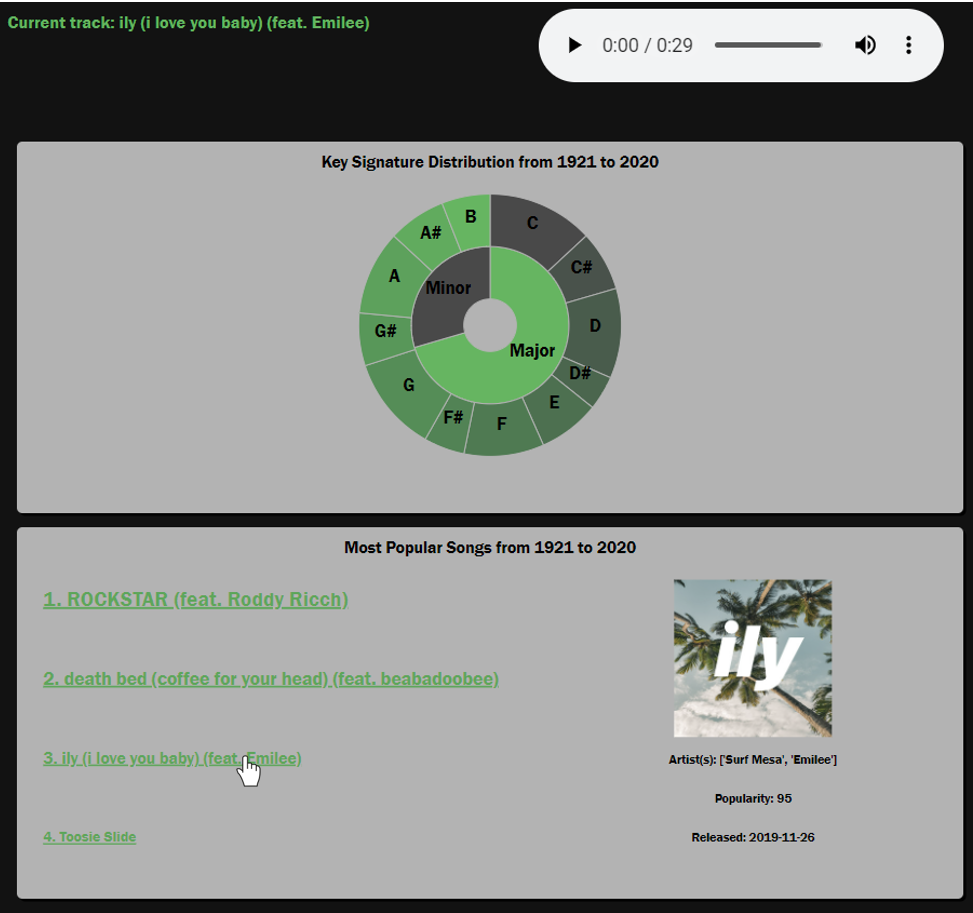 Current track: ily (i love you baby) (feat. Emilee)
0:00 / 0:29
Key Signature Distribution from 1921 to 2020
B
C
A#
C#
A
Minor
G#
D
Major
D#
G
E
F#
F
Most Popular Songs from 1921 to 2020
1. ROCKSTAR (feat. Roddy Ricch)
2. death bed (coffee for your head) (feat. beabadoobee)
3. ily (i love you baby) (feat. Emilee)
4. Toosie Slide
ily
Artist(s): ['Surf Mesa', 'Emilee']
Popularity: 95
Released: 2019-11-26